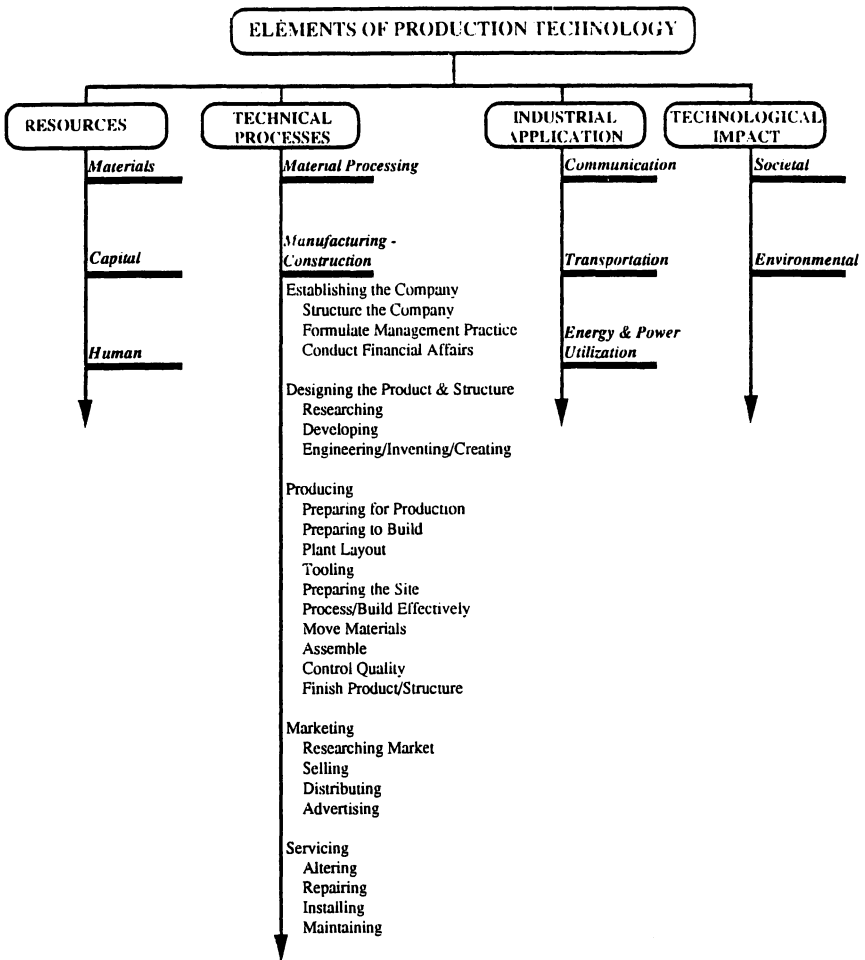 ELEMENTS OF PRODUCTION TECHNOLOGY
RESOURCES
Materials
Capital
Human
TECHNICAL
PROCESSES
Material Processing
Manufacturing -
Construction
Establishing the Company
Structure the Company
Formulate Management Practice
Conduct Financial Affairs
Designing the Product & Structure
Researching
Developing
Engineering/Inventing/Creating
Producing
Preparing for Production
Preparing to Build
Plant Layout
Tooling
Preparing the Site
Process/Build Effectively
Move Materials
Assemble
Control Quality
Finish Product/Structure
Marketing
Researching Market
Selling
Distributing
Advertising
Servicing
Altering
Repairing
Installing
Maintaining
INDUSTRIAL
APPLICATION
Communication
Transportation
Energy & Power
Utilization
TECHNOLOGICAL
IMPACT
Societal
Environmental